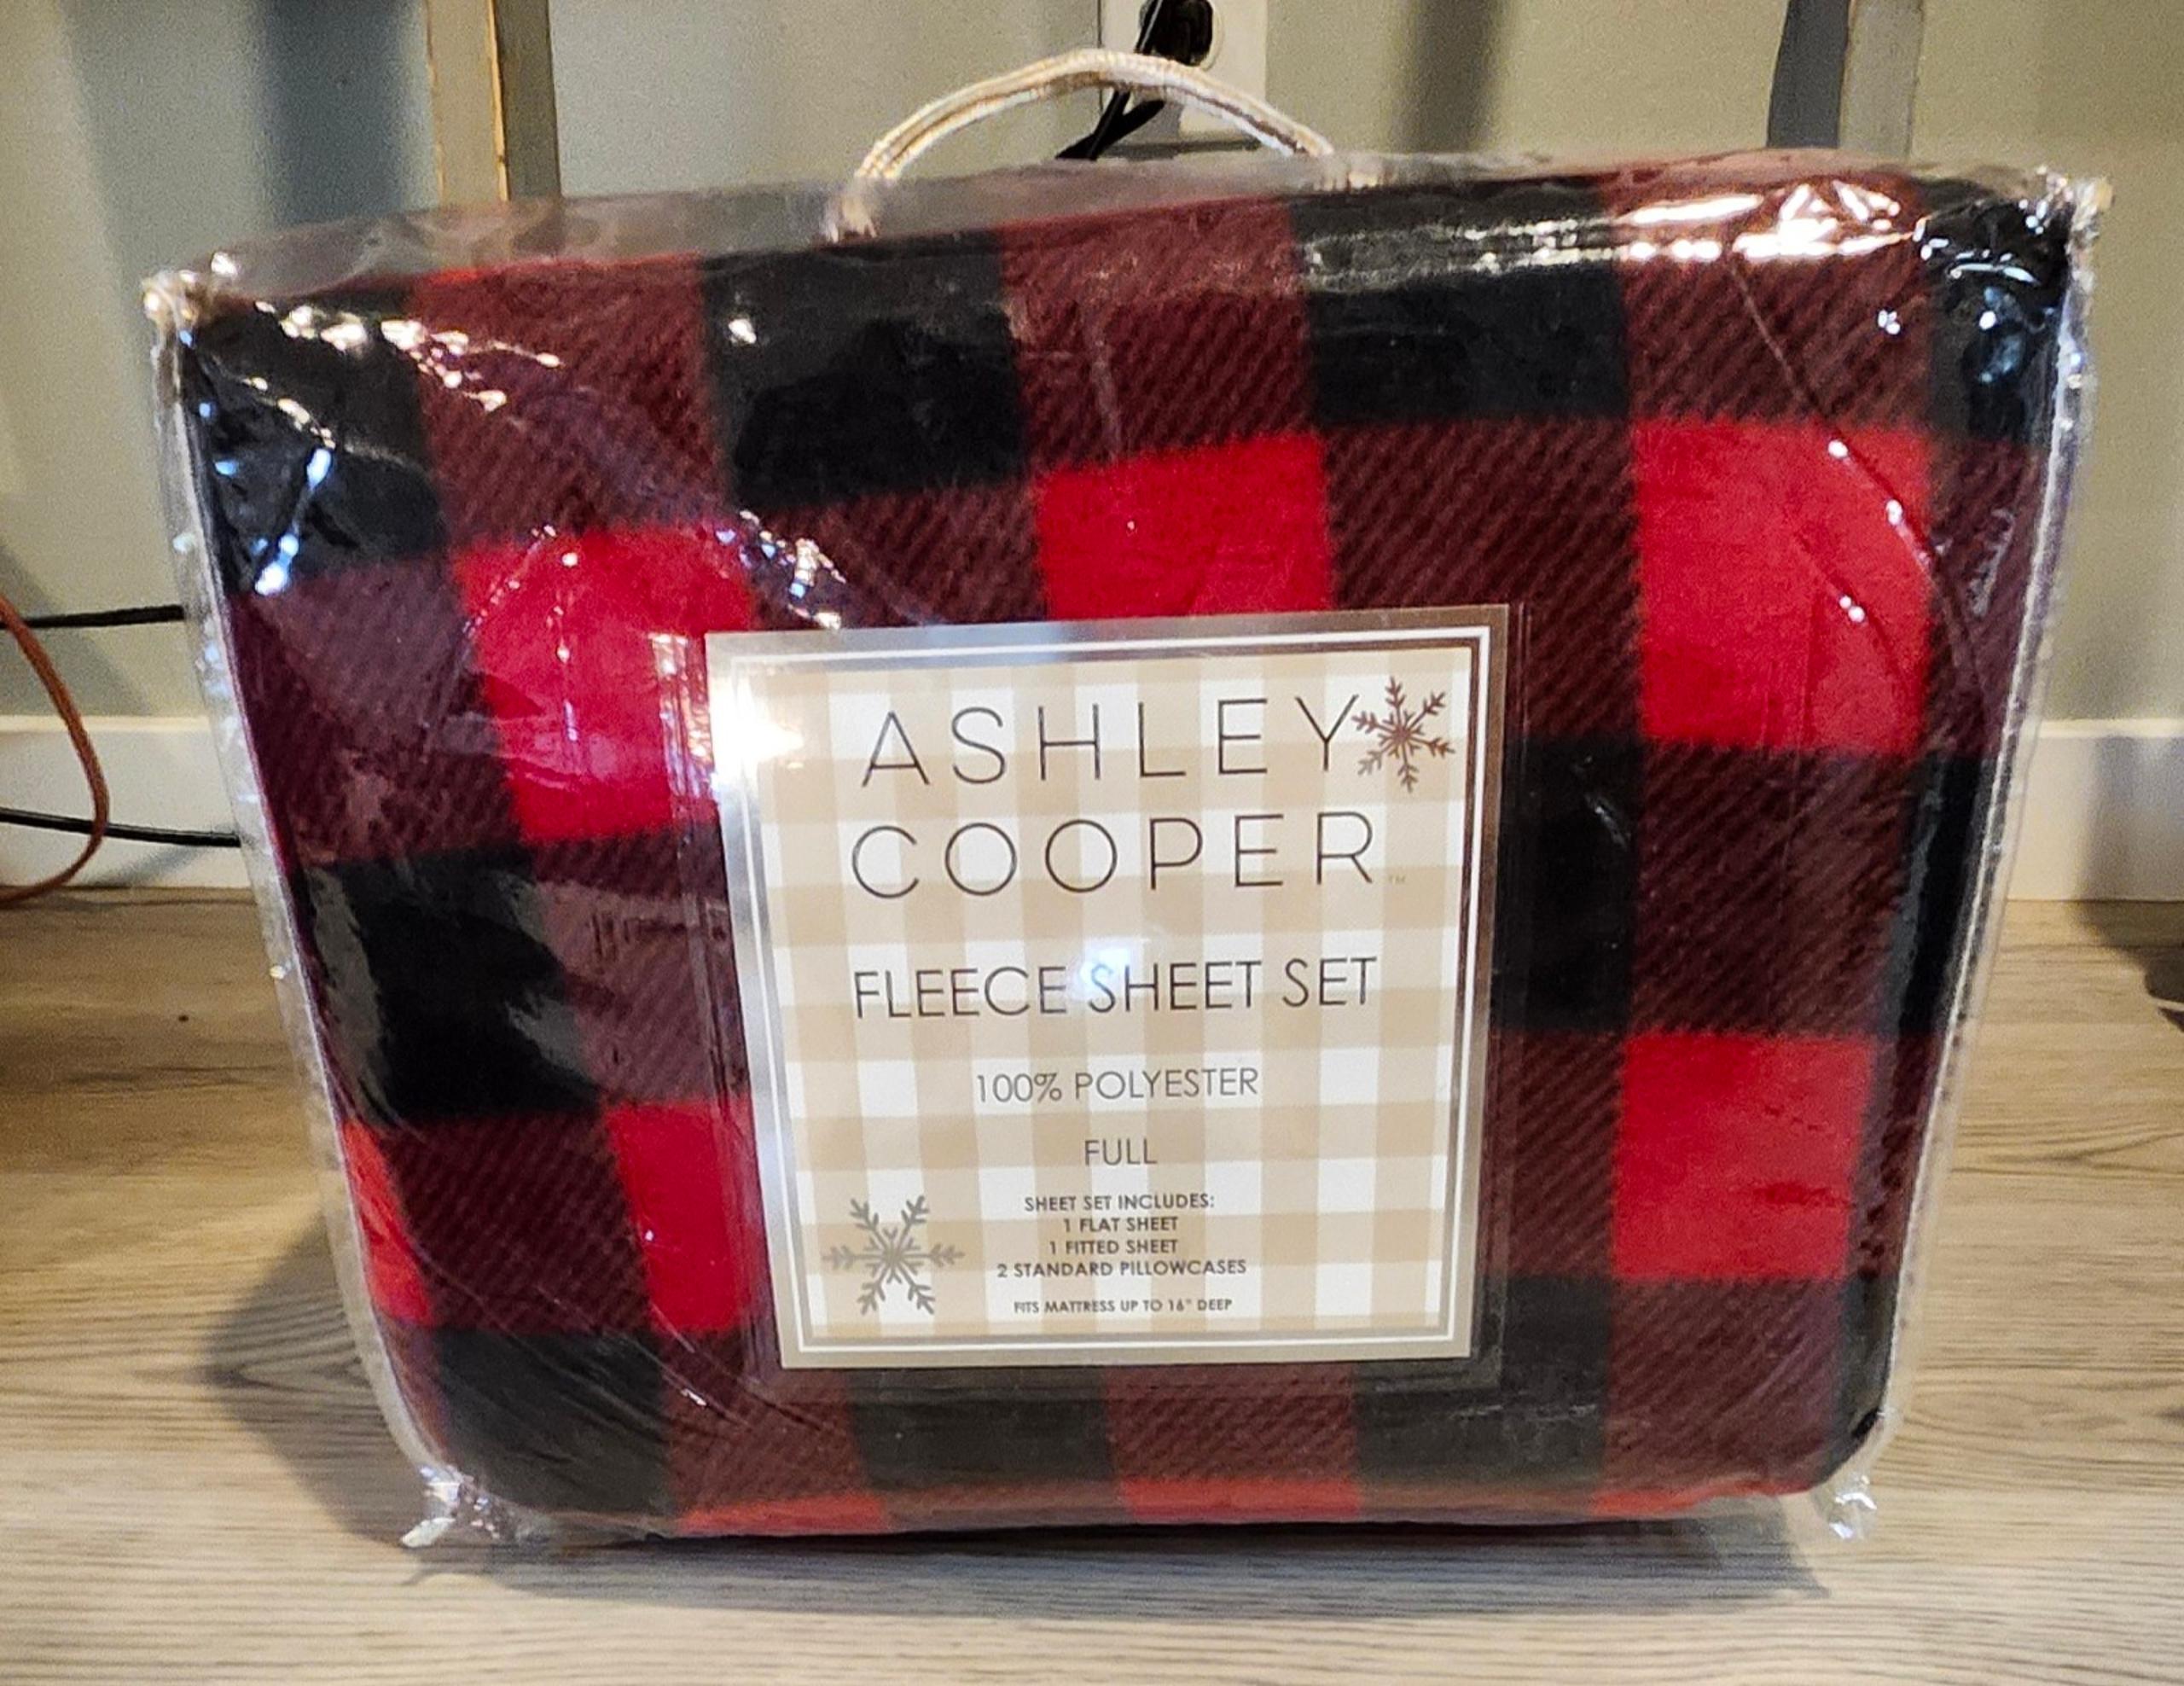 ASHLEY
COOPER™
FLEECE SHEET SET
100% POLYESTER
FULL
SHEET SET INCLUDES:
1 FLAT SHEET
1 FITTED SHEET
2 STANDARD PILLOWCASES
FITS MATTRESS UP TO 16" DEEP